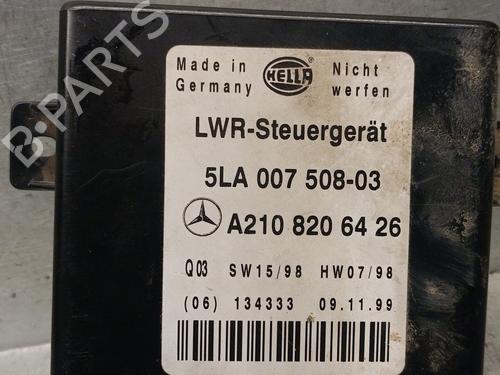 Made in HELLA Nicht
Germany werfen
LWR-Steuergerät
5LA 007 508-03
A210 820 64 26
Q03 SW15/98 HW07/98
(06) 134333 09.11.99
B-PARTS